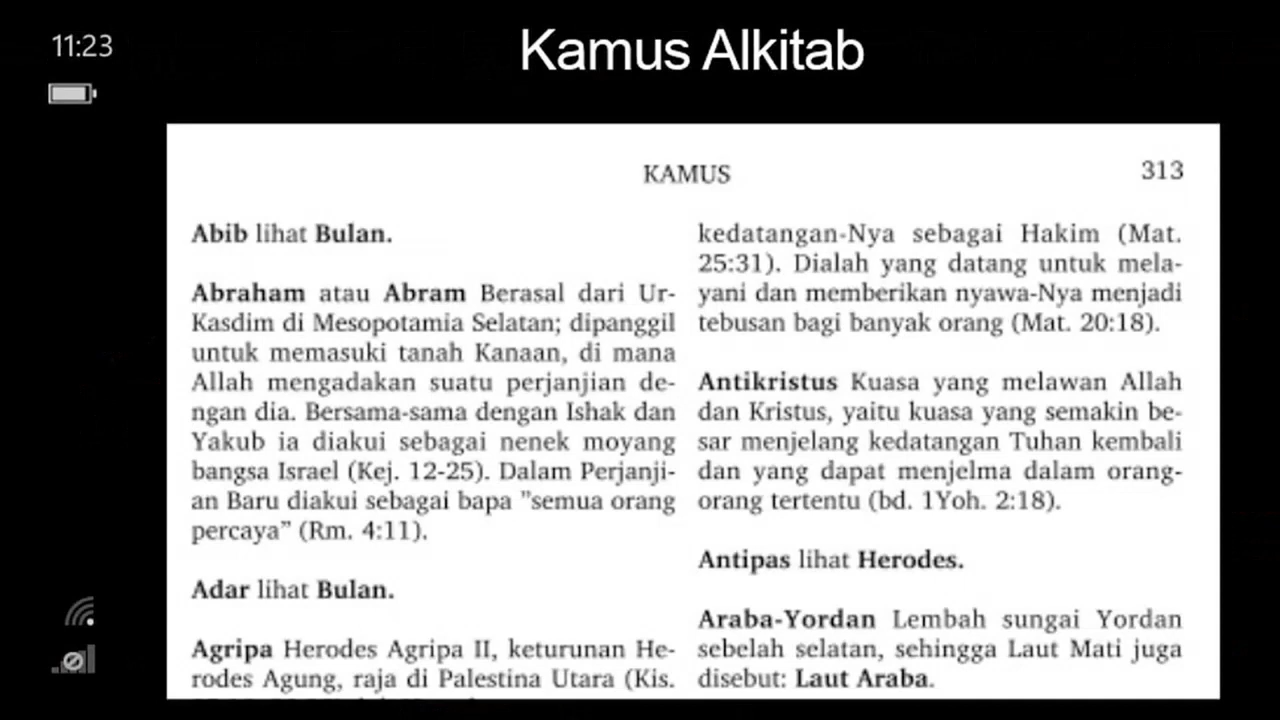 11:23
Kamus Alkitab
KAMUS
313
Abib lihat Bulan.
Abraham atau Abram Berasal dari Ur-
Kasdim di Mesopotamia Selatan; dipanggil
untuk memasuki tanah Kanaan, di mana
Allah mengadakan suatu perjanjian de-
ngan dia. Bersama-sama dengan Ishak dan
Yakub ia diakui sebagai nenek moyang
bangsa Israel (Kej. 12-25). Dalam Perjanji-
an Baru diakui sebagai bapa "semua orang
percaya" (Rm. 4:11).
Adar lihat Bulan.
Agripa Herodes Agripa II, keturunan He-
rodes Agung, raja di Palestina Utara (Kis.
kedatangan-Nya sebagai Hakim (Mat.
25:31). Dialah yang datang untuk mela-
yani dan memberikan nyawa-Nya menjadi
tebusan bagi banyak orang (Mat. 20:18).
Antikristus Kuasa yang melawan Allah
dan Kristus, yaitu kuasa yang semakin be-
sar menjelang kedatangan Tuhan kembali
dan yang dapat menjelma dalam orang-
orang tertentu (bd. 1Yoh. 2:18).
Antipas lihat Herodes.
Araba-Yordan Lembah sungai Yordan
sebelah selatan, sehingga Laut Mati juga
disebut: Laut Araba.